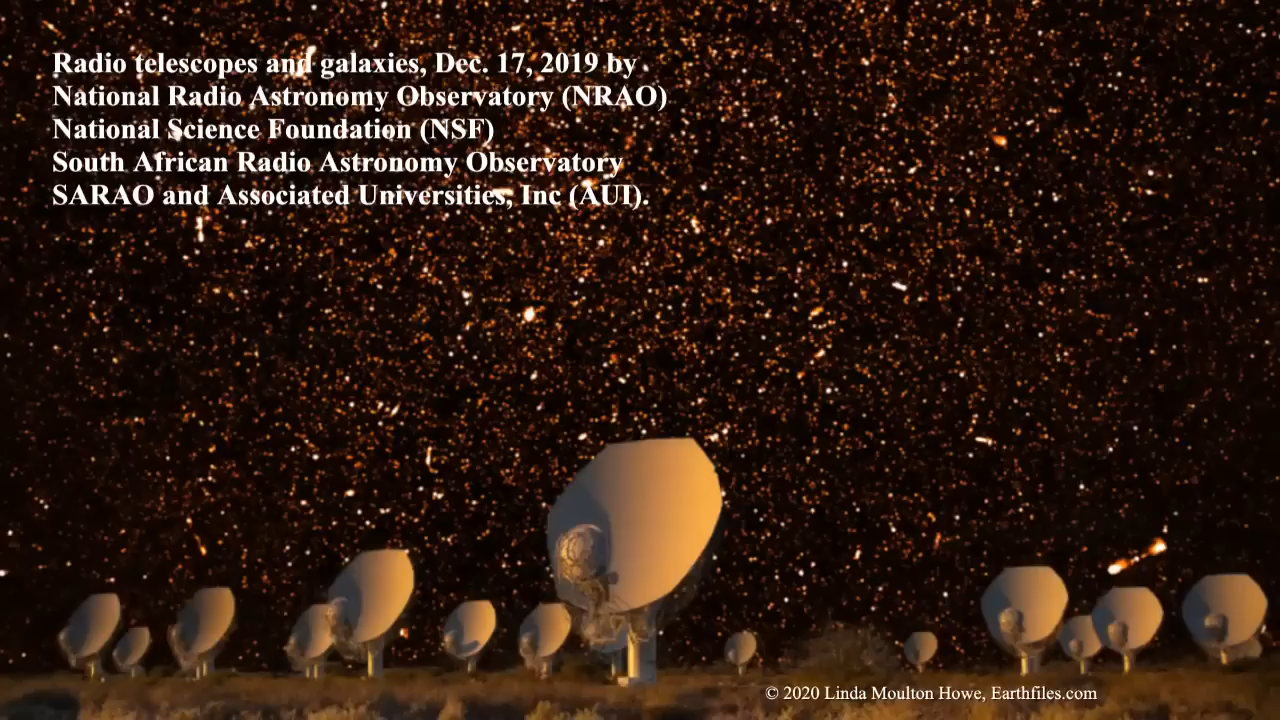 Radio telescopes and galaxies, Dec. 17, 2019 by
National Radio Astronomy Observatory (NRAO)
National Science Foundation (NSF)
South African Radio Astronomy Observatory
SARAO and Associated Universities, Inc (AUI).
© 2020 Linda Moulton Howe, Earthfiles.com